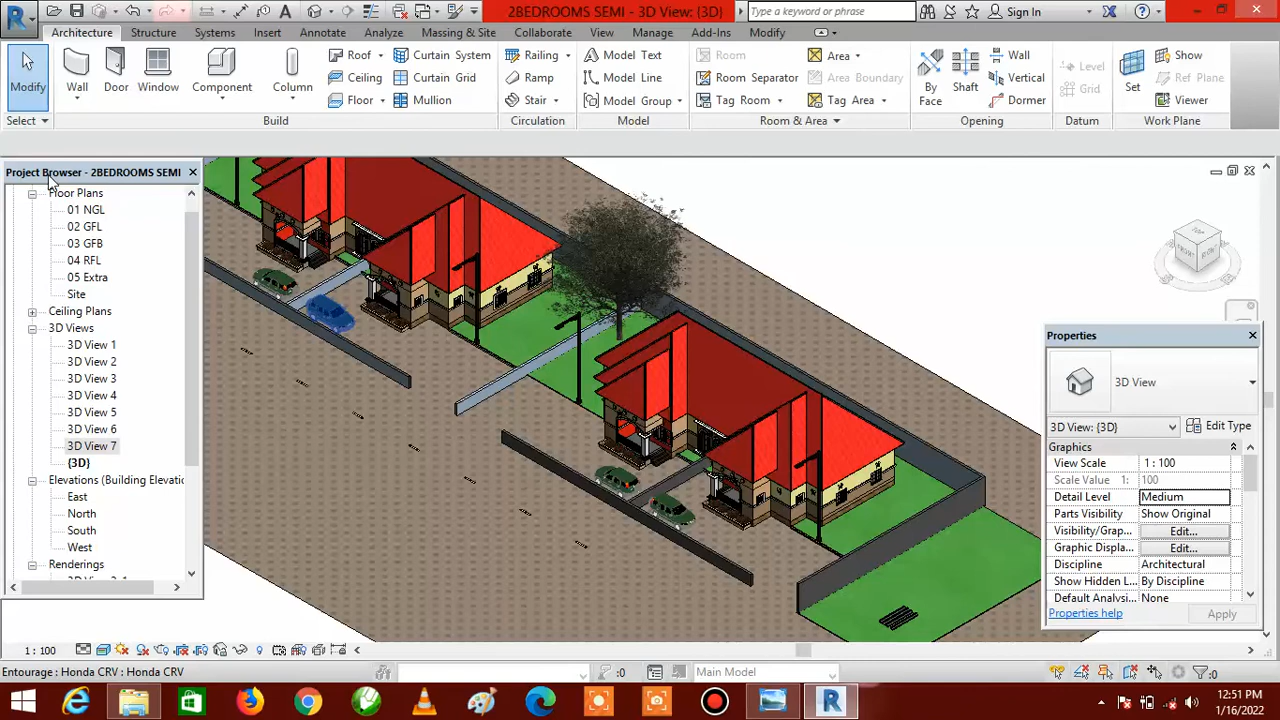 2BEDROOMS SEMI - 3D View: {3D}
Type a keyword or phrase
Sign In
Architecture Structure Systems Insert Annotate Analyze Massing & Site Collaborate View Manage Add-Ins Modify
Modify
Wall
Door
Window
Component
Column
Roof
Ceiling
Floor
Curtain System
Curtain Grid
Mullion
Railing
Ramp
Stair
Model Text
Model Line
Model Group
Room
Room Separator
Tag Room
Area
Area Boundary
Tag Area
By Face
Shaft
Wall
Vertical
Dormer
Level
Grid
Set
Show
Ref Plane
Viewer
Select Build Circulation Model Room & Area Opening Datum Work Plane
Project Browser - 2BEDROOMS SEMI
Floor Plans
01 NGL
02 GFL
03 GFB
04 RFL
05 Extra
Site
Ceiling Plans
3D Views
3D View 1
3D View 2
3D View 3
3D View 4
3D View 5
3D View 6
3D View 7
{3D}
Elevations (Building Elevatio
East
North
South
West
Renderings
TOP
FRONT
Properties
3D View
3D View: {3D}
Edit Type
Graphics
View Scale 1 : 100
Scale Value 1: 100
Detail Level Medium
Parts Visibility Show Original
Visibility/Grap... Edit...
Graphic Displa... Edit...
Discipline Architectural
Show Hidden L... By Discipline
Default Analysi... None
Properties help Apply
1 : 100
Entourage : Honda CRV : Honda CRV
:0
Main Model
:0
12:51 PM
1/16/2022